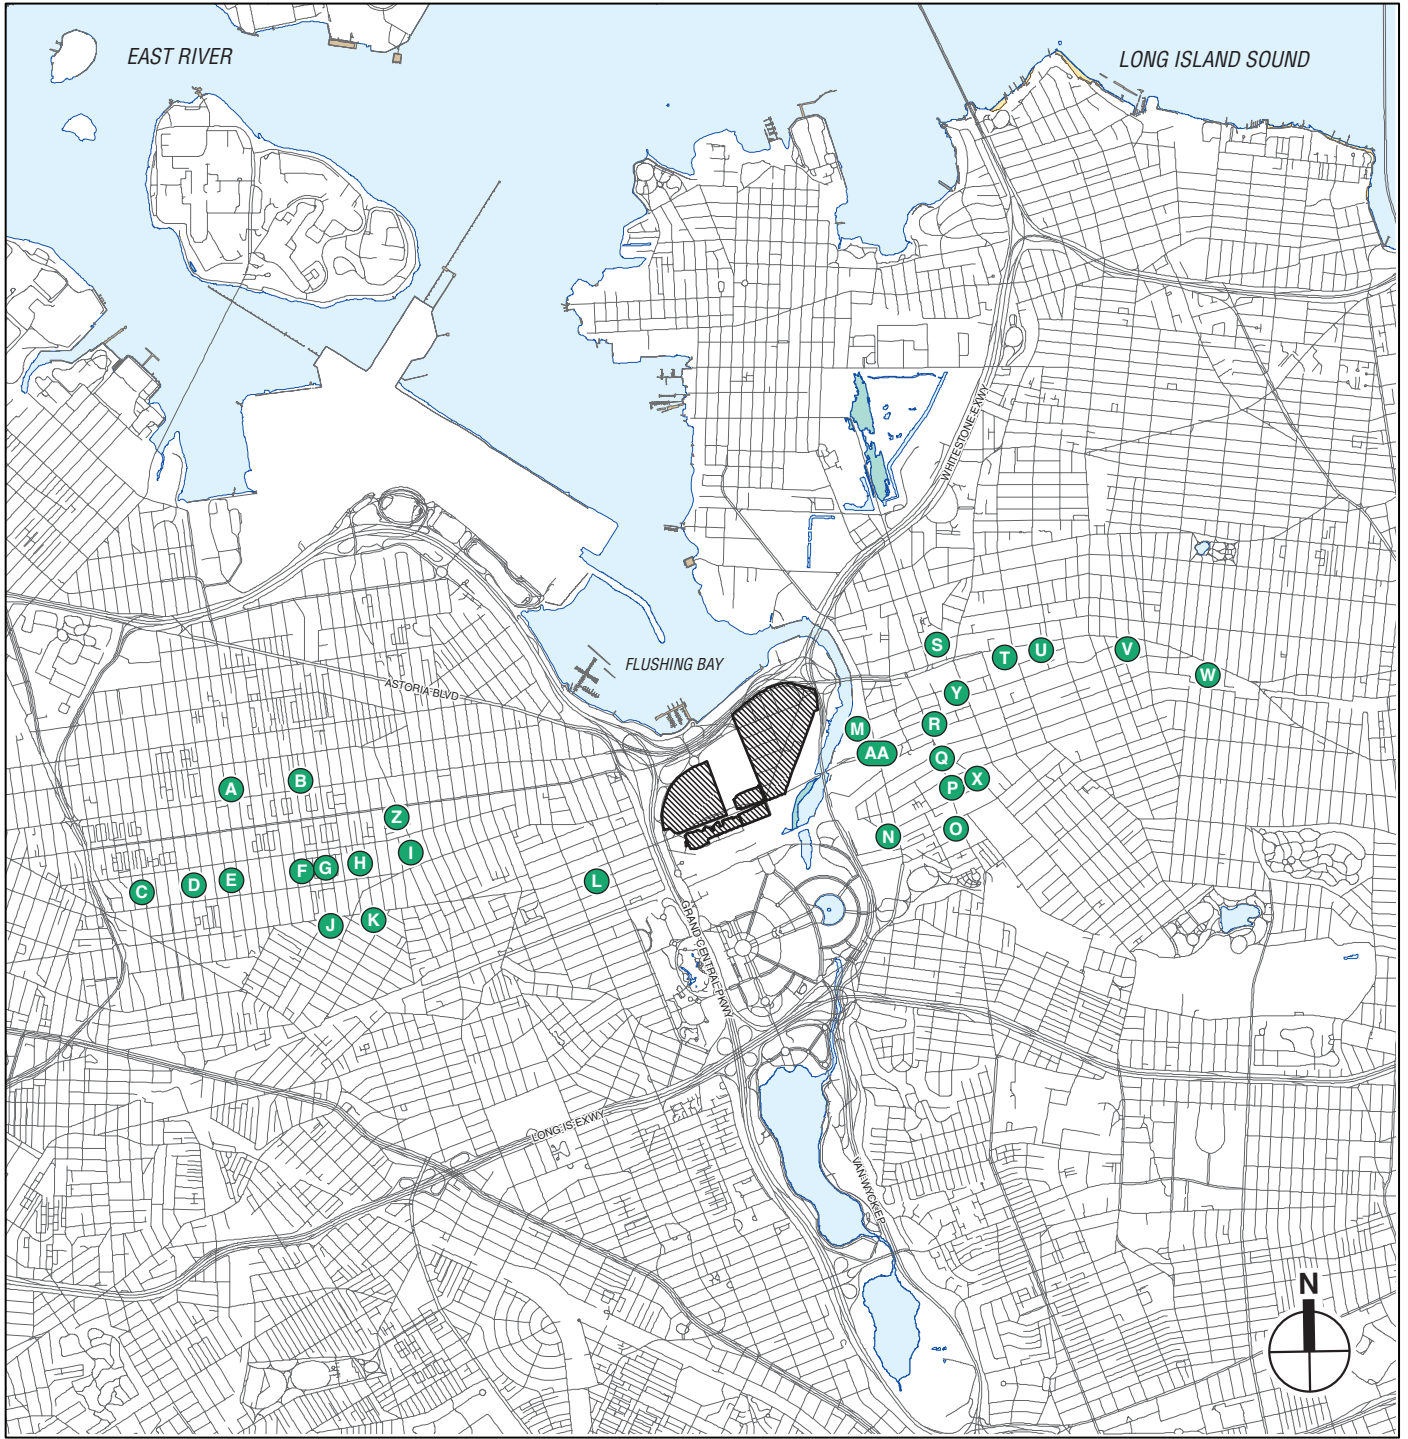 EAST RIVER
LONG ISLAND SOUND
WHITESTONE EXWY
FLUSHING BAY
ASTORIA BLVD
S
T
U
V
W
Y
R
M
AA
Q
X
P
A
B
Z
O
N
I
H
G
F
E
D
C
L
K
J
GRAND CENTRAL PKWY
LONG IS EXWY
VAN WYCK EP
N